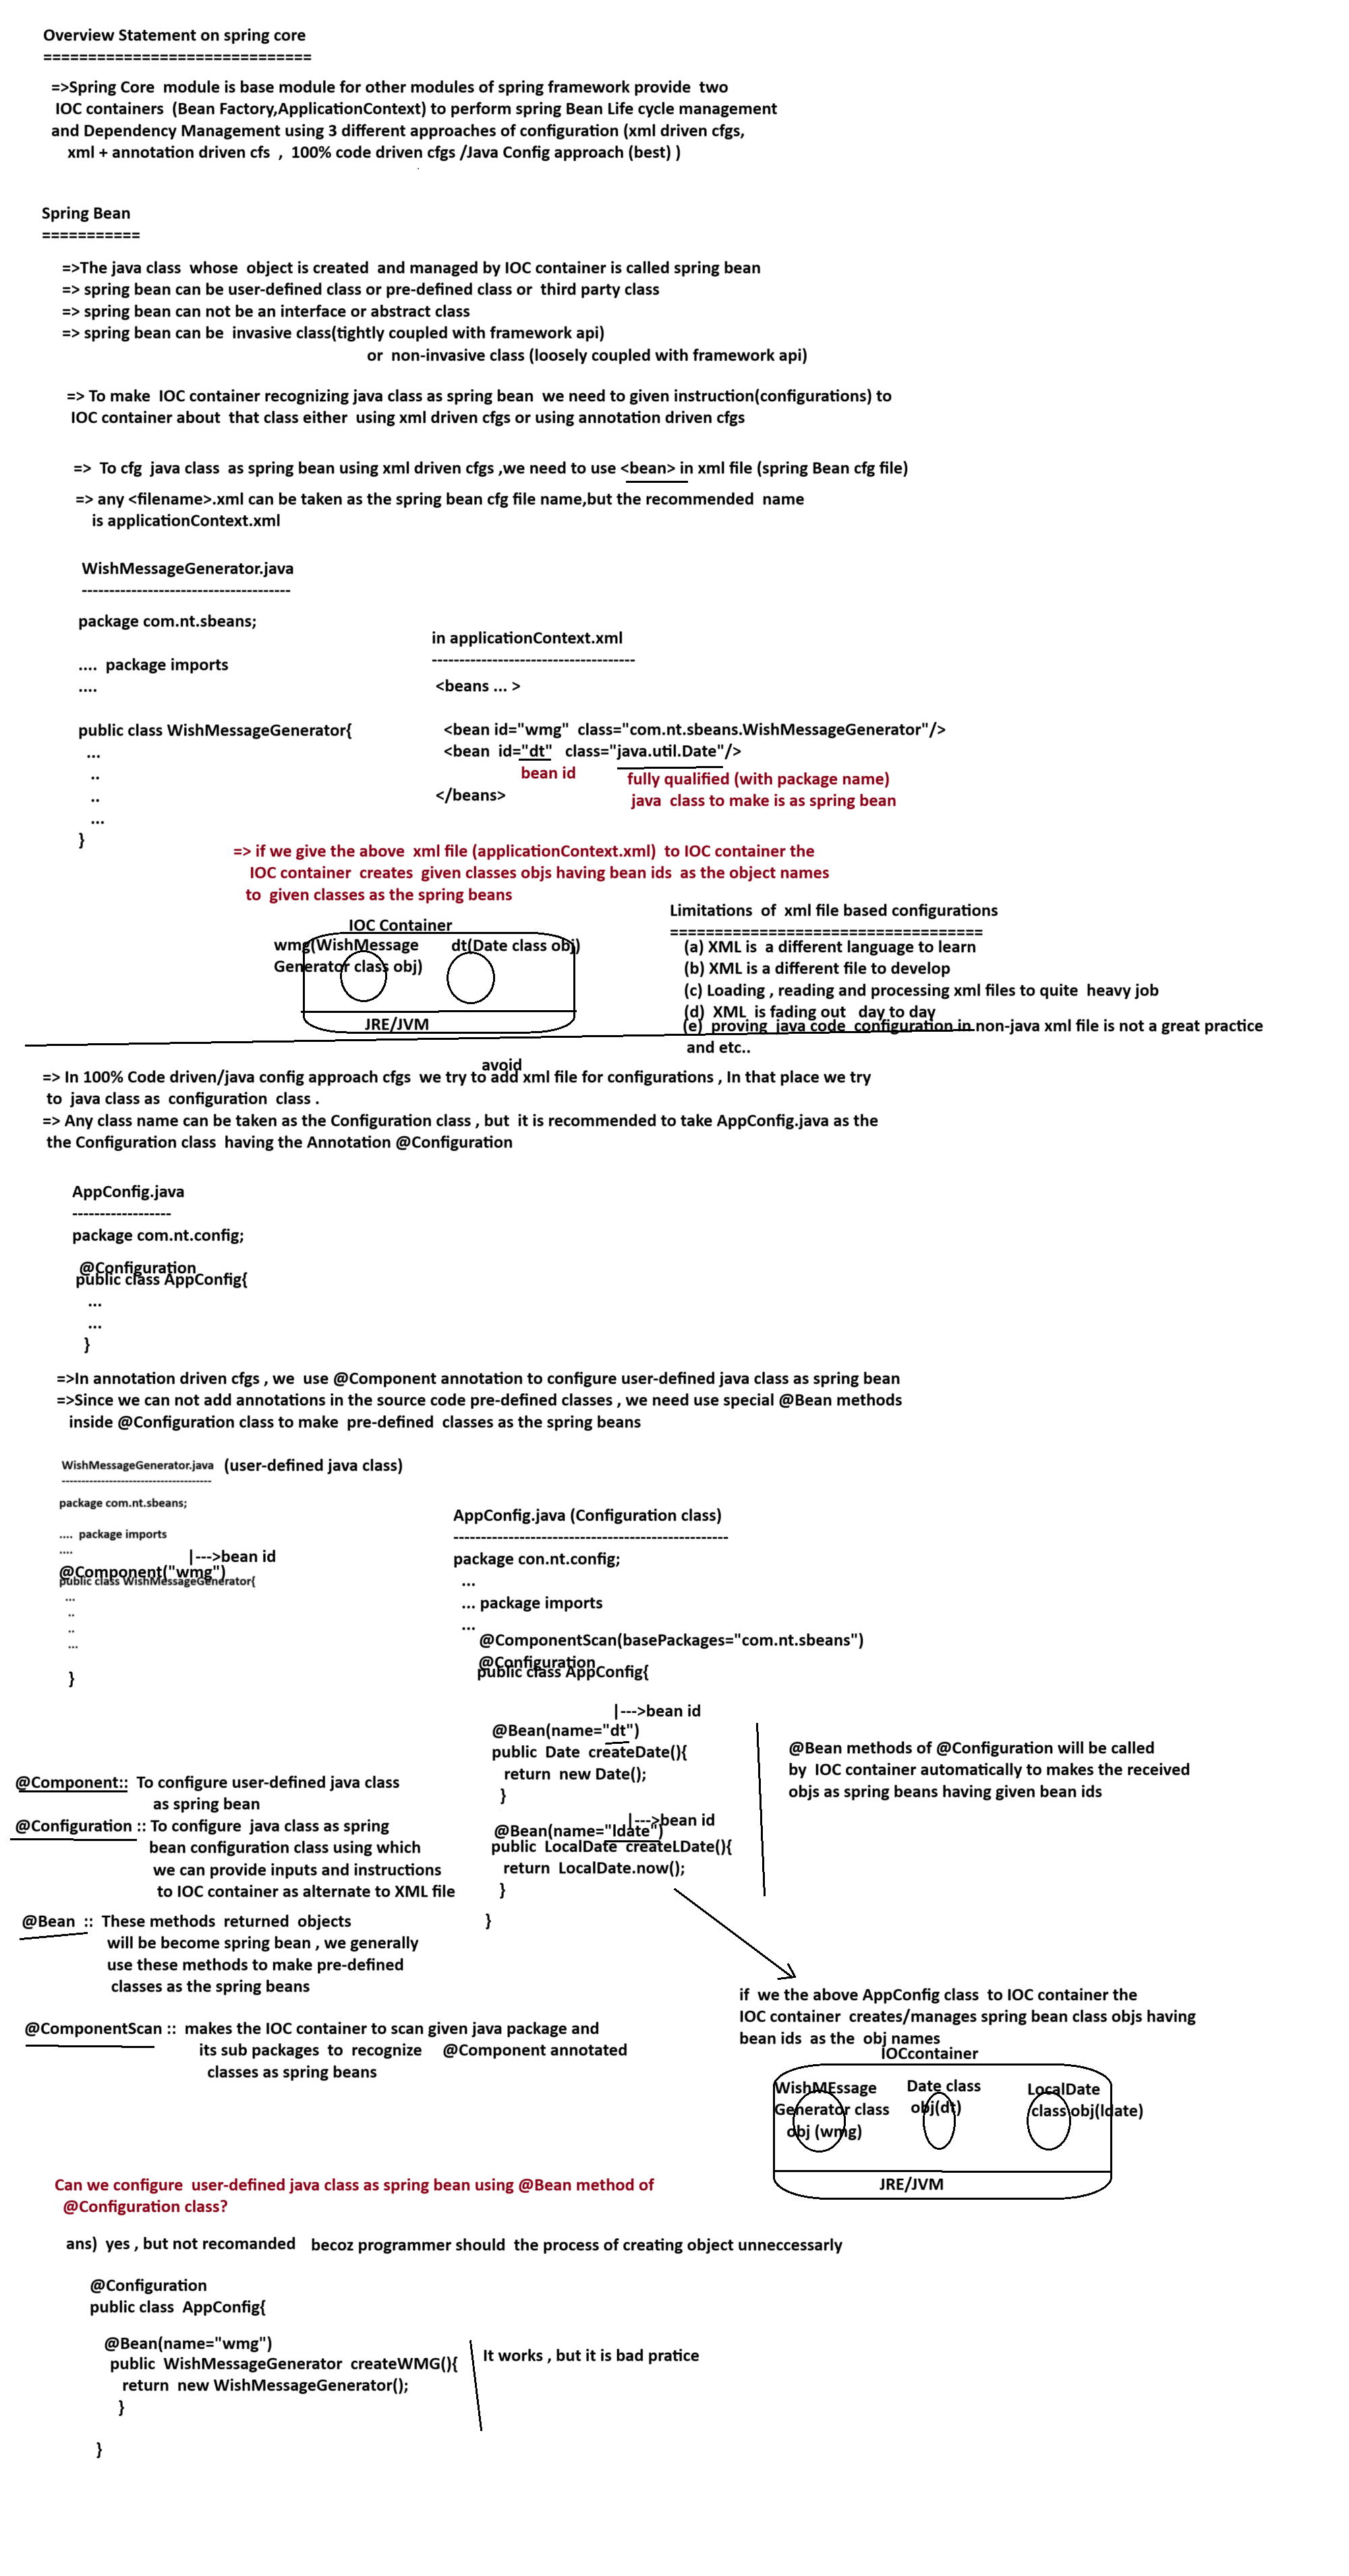 Overview Statement on spring core
==============================
=>Spring Core  module is base module for other modules of spring framework provide  two
IOC containers  (Bean Factory,ApplicationContext) to perform spring Bean Life cycle management
and Dependency Management using 3 different approaches of configuration (xml driven cfgs,
xml + annotation driven cfs  ,  100% code driven cfgs /Java Config approach (best) )
Spring Bean
===========
=>The java class  whose  object is created  and managed by IOC container is called spring bean
=> spring bean can be user-defined class or pre-defined class or  third party class
=> spring bean can not be an interface or abstract class
=> spring bean can be  invasive class(tightly coupled with framework api)
or  non-invasive class (loosely coupled with framework api)
=> To make  IOC container recognizing java class as spring bean  we need to given instruction(configurations) to
IOC container about  that class either  using xml driven cfgs or using annotation driven cfgs
=>  To cfg  java class  as spring bean using xml driven cfgs ,we need to use <bean> in xml file (spring Bean cfg file)
=> any <filename>.xml can be taken as the spring bean cfg file name,but the recommended  name
is applicationContext.xml
WishMessageGenerator.java
--------------------------------------
package com.nt.sbeans;
....  package imports
....
public class WishMessageGenerator{
...
..
..
...
}
in applicationContext.xml
-------------------------------------
<beans ... >
<bean id="wmg"  class="com.nt.sbeans.WishMessageGenerator"/>
<bean  id="dt"   class="java.util.Date"/>
bean id
fully qualified (with package name)
java  class to make is as spring bean
</beans>
=> if we give the above  xml file (applicationContext.xml)  to IOC container the
IOC container  creates  given classes objs having bean ids  as the object names
to  given classes as the spring beans
IOC Container
wmg(WishMessage
Generator class obj)
dt(Date class obj)
JRE/JVM
Limitations  of  xml file based configurations
===================================
(a) XML is  a different language to learn
(b) XML is a different file to develop
(c) Loading , reading and processing xml files to quite  heavy job
(d)  XML  is fading out   day to day
(e)  proving  java code  configuration in non-java xml file is not a great practice
and etc..
avoid
=> In 100% Code driven/java config approach cfgs  we try to add xml file for configurations , In that place we try
to  java class as  configuration  class .
=> Any class name can be taken as the Configuration class , but  it is recommended to take AppConfig.java as the
the Configuration class  having the Annotation @Configuration
AppConfig.java
------------------
package com.nt.config;
@Configuration
public class AppConfig{
...
...
}
=>In annotation driven cfgs , we  use @Component annotation to configure user-defined java class as spring bean
=>Since we can not add annotations in the source code pre-defined classes , we need use special @Bean methods
inside @Configuration class to make  pre-defined  classes as the spring beans
WishMessageGenerator.java  (user-defined java class)
--------------------------------------
package com.nt.sbeans;
....  package imports
....
|--->bean id
@Component("wmg")
public class WishMessageGenerator{
...
..
..
...
}
AppConfig.java (Configuration class)
--------------------------------------------------
package con.nt.config;
...
... package imports
...
@ComponentScan(basePackages="com.nt.sbeans")
@Configuration
public class AppConfig{
|--->bean id
@Bean(name="dt")
public  Date  createDate(){
return  new Date();
}
|--->bean id
@Bean(name="ldate")
public  LocalDate  createLDate(){
return  LocalDate.now();
}
}
@Bean methods of @Configuration will be called
by  IOC container automatically to makes the received
objs as spring beans having given bean ids
@Component::  To configure user-defined java class
as spring bean
@Configuration :: To configure  java class as spring
bean configuration class using which
we can provide inputs and instructions
to IOC container as alternate to XML file
@Bean  ::  These methods  returned  objects
will be become spring bean , we generally
use these methods to make pre-defined
classes as the spring beans
@ComponentScan ::  makes the IOC container to scan given java package and
its sub packages  to  recognize     @Component annotated
classes as spring beans
if  we the above AppConfig class  to IOC container the
IOC container  creates/manages spring bean class objs having
bean ids  as the  obj names
IOCcontainer
WishMEssage
Generator class
obj (wmg)
Date class
obj(dt)
LocalDate
class obj(ldate)
JRE/JVM
Can we configure  user-defined java class as spring bean using @Bean method of
@Configuration class?
ans)  yes , but not recomanded   becoz programmer should  the process of creating object unneccessarly
@Configuration
public class  AppConfig{
@Bean(name="wmg")
public  WishMessageGenerator  createWMG(){
return  new WishMessageGenerator();
}
}
It works , but it is bad pratice